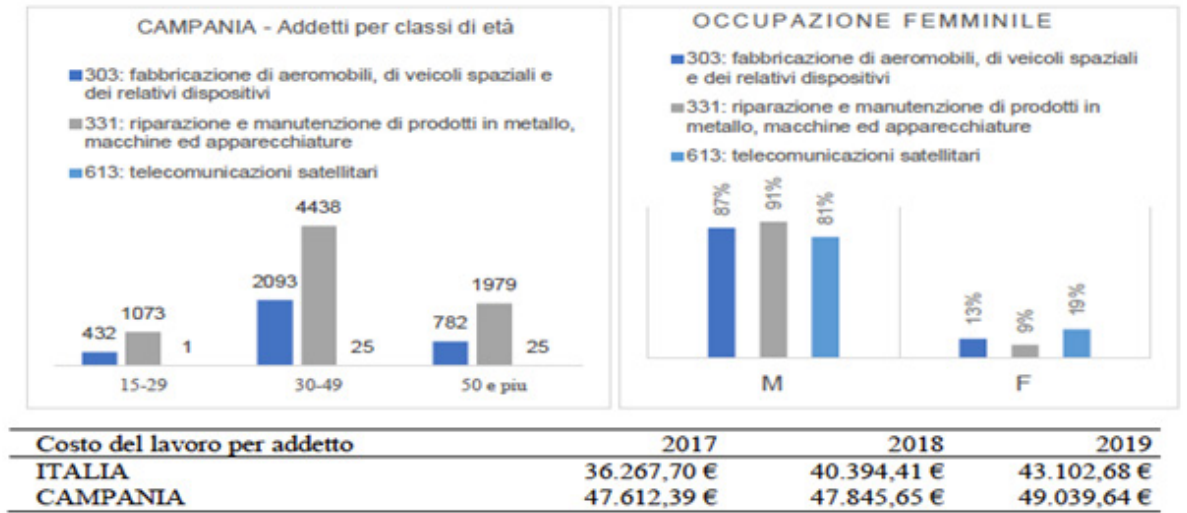 CAMPANIA - Addetti per classi di età
303: fabbricazione di aeromobili, di veicoli spaziali e
dei relativi dispositivi
331: riparazione e manutenzione di prodotti in metallo,
macchine ed apparecchiature
613: telecomunicazioni satellitari
4438
2093
1979
1073
782
432
1
25
25
15-29 30-49 50 e piu
OCCUPAZIONE FEMMINILE
303: fabbricazione di aeromobili, di veicoli spaziali
e dei relativi dispositivi
331: riparazione e manutenzione di prodotti in
metallo, macchine ed apparecchiature
613: telecomunicazioni satellitari
87% 91% 81%
13% 9% 19%
M F
Costo del lavoro per addetto 2017 2018 2019
ITALIA 36.267,70 € 40.394,41 € 43.102,68 €
CAMPANIA 47.612,39 € 47.845,65 € 49.039,64 €